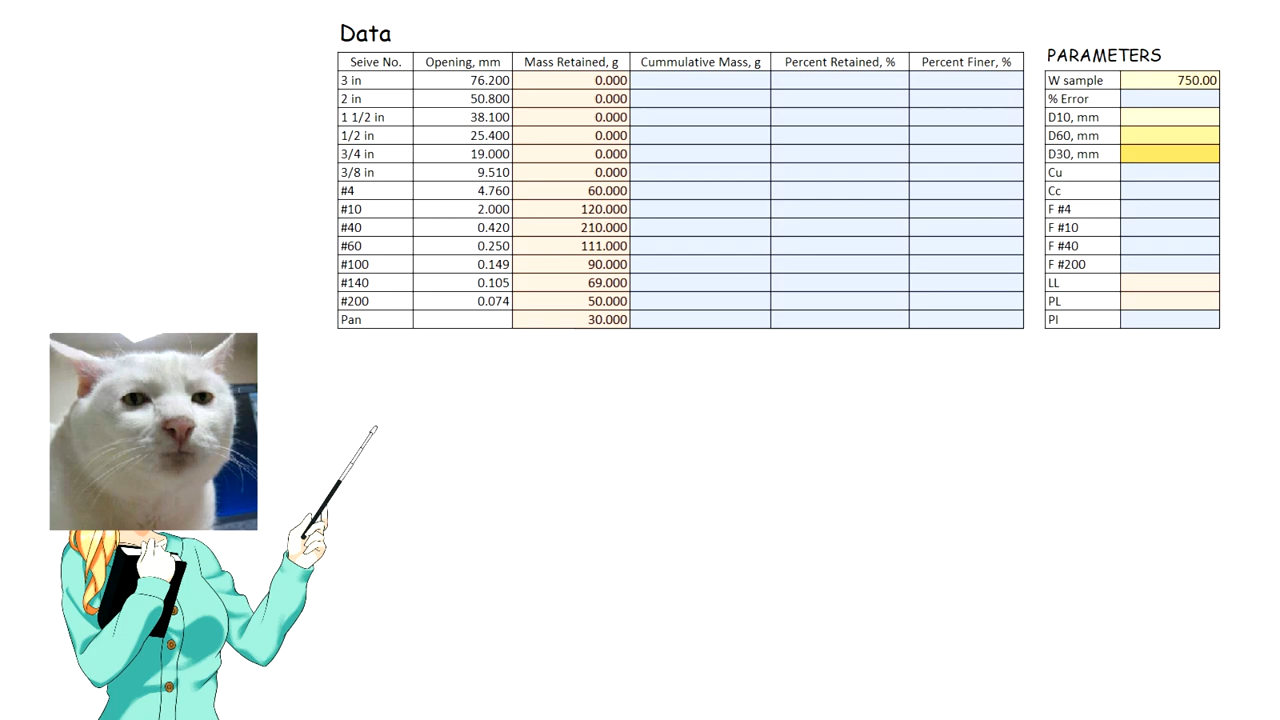 Data
PARAMETERS
Seive No. Opening, mm Mass Retained, g Cummulative Mass, g Percent Retained, % Percent Finer, %
3 in 76.200 0.000 W sample 750.00
2 in 50.800 0.000 % Error
1 1/2 in 38.100 0.000 D10, mm
1/2 in 25.400 0.000 D60, mm
3/4 in 19.000 0.000 D30, mm
3/8 in 9.510 0.000 Cu
#4 4.760 60.000 Cc
#10 2.000 120.000 F #4
#40 0.420 210.000 F #10
#60 0.250 111.000 F #40
#100 0.149 90.000 F #200
#140 0.105 69.000 LL
#200 0.074 50.000 PL
Pan 30.000 PI